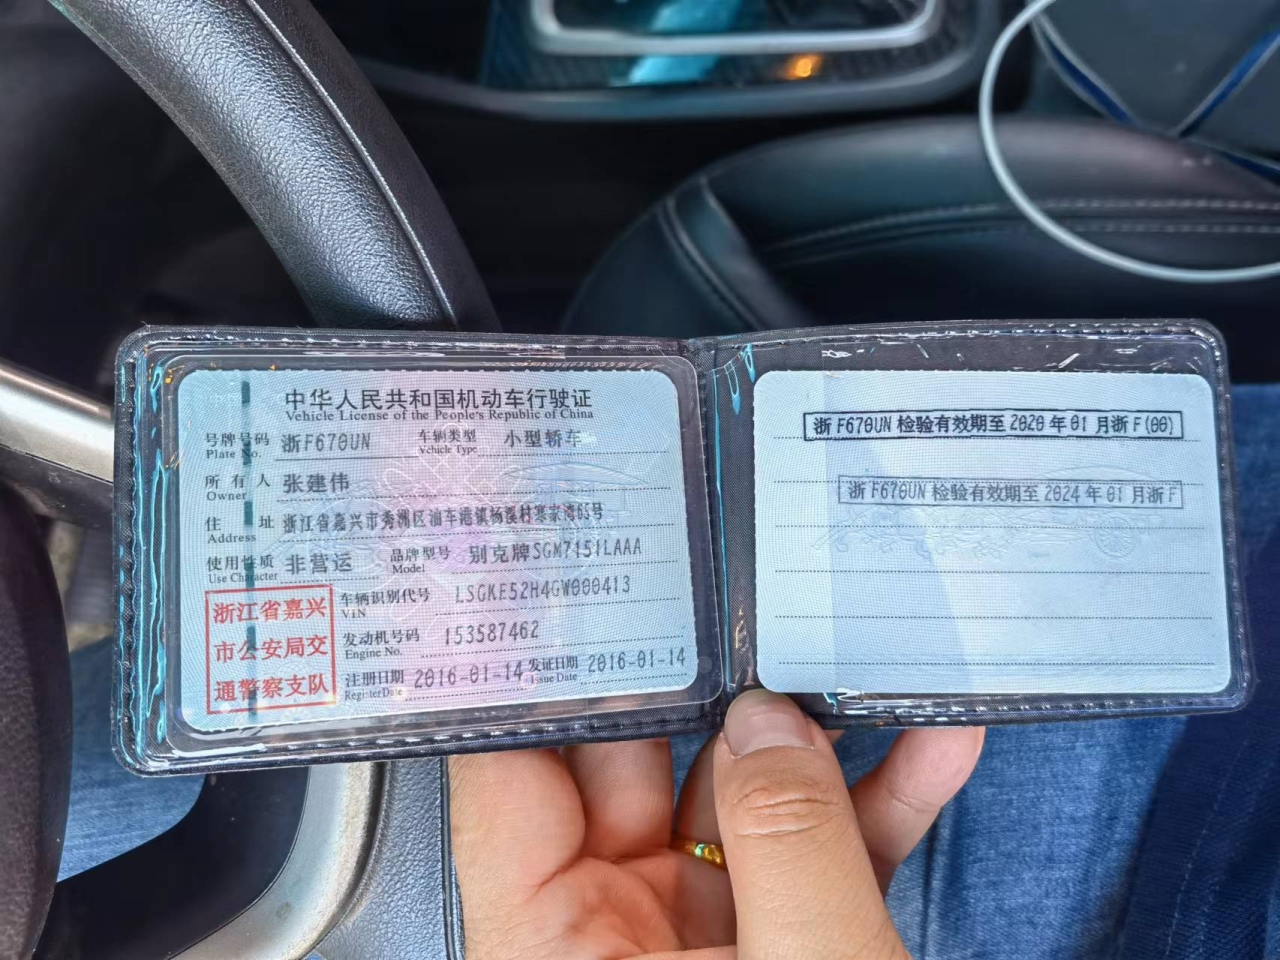 中华人民共和国机动车行驶证
Vehicle License of the People's Republic of China
号牌号码 Plate No. 浙F670UN 车辆类型 Vehicle Type 小型轿车
所有人 Owner 张建伟
住址 Address 浙江省嘉兴市秀洲区油车港镇杨溪村寒家湾65号
使用性质 Use Character 非营运 品牌型号 Model 别克牌SGM7151LAAA
车辆识别代号 VIN LSGKE52H4GW000413
发动机号码 Engine No. 153587462
注册日期 Register Date 2016-01-14 发证日期 Issue Date 2016-01-14
浙江省嘉兴
市公安局交
通警察支队
浙F670UN 检验有效期至2020年01月浙F(00)
浙F670UN 检验有效期至2024年01月浙F